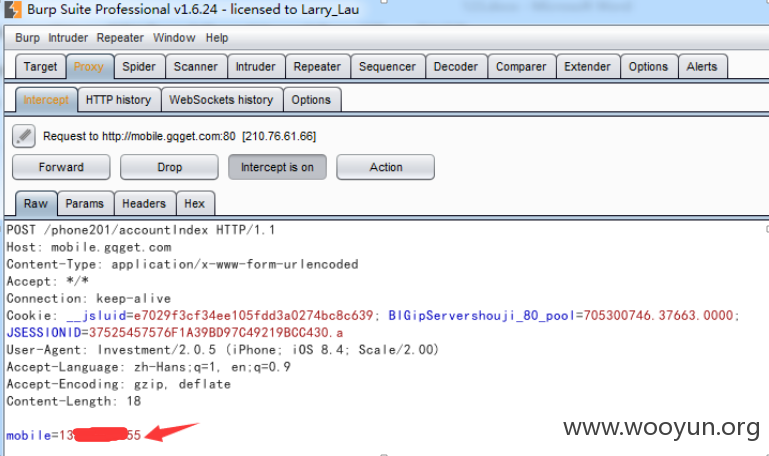 Burp Suite Professional v1.6.24 - licensed to Larry_Lau
Burp Intruder Repeater Window Help
Target Proxy Spider Scanner Intruder Repeater Sequencer Decoder Comparer Extender Options Alerts
Intercept HTTP history WebSockets history Options
Request to http://mobile.gqget.com:80 [210.76.61.66]
Forward Drop Intercept is on Action
Raw Params Headers Hex
POST /phone201/accountIndex HTTP/1.1
Host: mobile.gqget.com
Content-Type: application/x-www-form-urlencoded
Accept: */*
Connection: keep-alive
Cookie: __jsluid=e7029f3cf34ee105fdd3a0274bc8c639; BIGipServershouji_80_pool=705300746.37663.0000;
JSESSIONID=37525457576F1A39BD97C49219BCC430.a
User-Agent: Investment/2.0.5 (iPhone; iOS 8.4; Scale/2.00)
Accept-Language: zh-Hans;q=1, en;q=0.9
Accept-Encoding: gzip, deflate
Content-Length: 18
mobile=13 55
www.wooyun.org